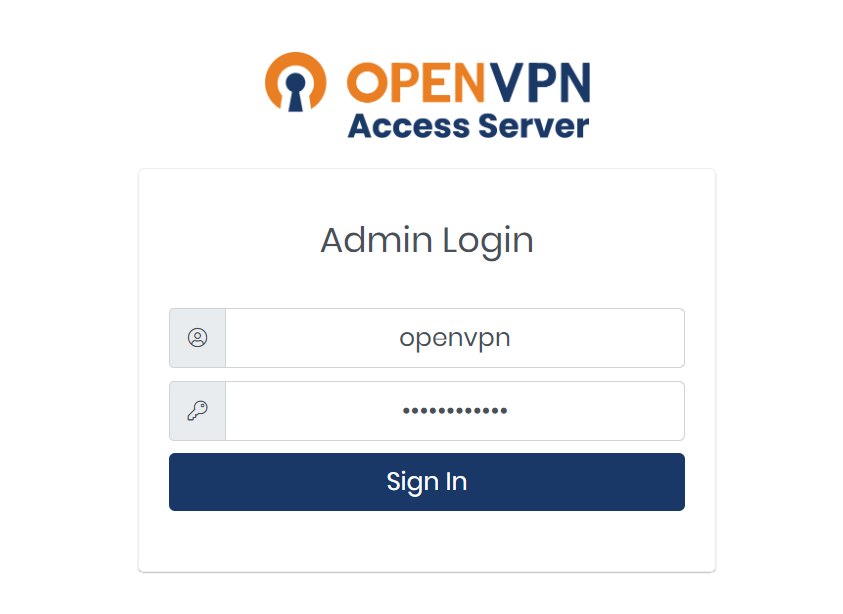 OPENVPN
Access Server
Admin Login
openvpn
••••••••••••
Sign In